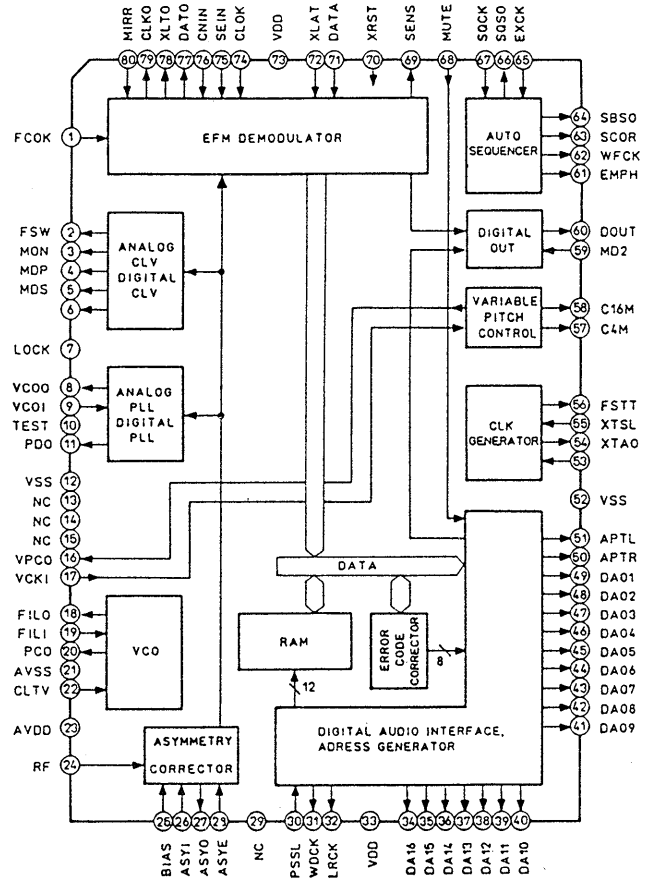 MIRR CLKO XLTO DATO CNIN SEIN CLOK VDD XLAT DATA XRST SENS MUTE SQCK SQSO EXCK
80 79 78 77 76 75 74 73 72 71 70 69 68 67 66 65
FCOK 1
EFM DEMODULATOR
AUTO
SEQUENCER
64 SBSO
63 SCOR
62 WFCK
61 EMPH
FSW 2
MON 3
MDP 4
MDS 5
6
ANALOG
CLV
DIGITAL
CLV
DIGITAL
OUT
60 DOUT
59 MD2
VARIABLE
PITCH
CONTROL
58 C16M
57 C4M
LOCK 7
VCOO 8
VCOI 9
TEST 10
PDO 11
ANALOG
PLL
DIGITAL
PLL
CLK
GENERATOR
56 FSTT
55 XTSL
54 XTAO
53
VSS 12
NC 13
NC 14
NC 15
VPCO 16
VCKI 17
52 VSS
51 APTL
50 APTR
49 DA01
48 DA02
47 DA03
46 DA04
45 DA05
44 DA06
43 DA07
42 DA08
41 DA09
DATA
RAM
ERROR
CODE
CORRECTOR
8
12
FILO 18
FILI 19
PCO 20
AVSS 21
CLTV 22
VCO
AVDD 23
RF 24
ASYMMETRY
CORRECTOR
DIGITAL AUDIO INTERFACE,
ADRESS GENERATOR
25 26 27 23 29 30 31 32 33 34 35 36 37 38 39 40
BIAS ASYI ASYO ASYE NC PSSL WDCK LRCK VDD DA16 DA15 DA14 DA13 DA12 DA11 DA10